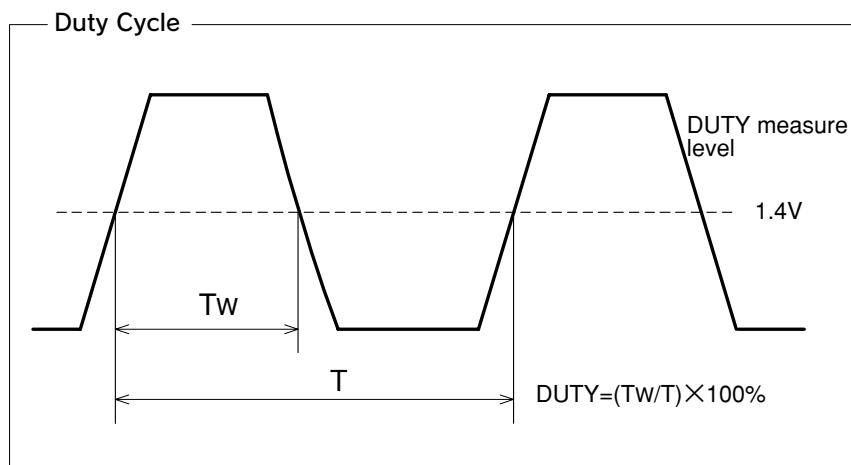 Duty Cycle
DUTY measure
level
1.4V
Tw
T
DUTY=(Tw/T)×100%